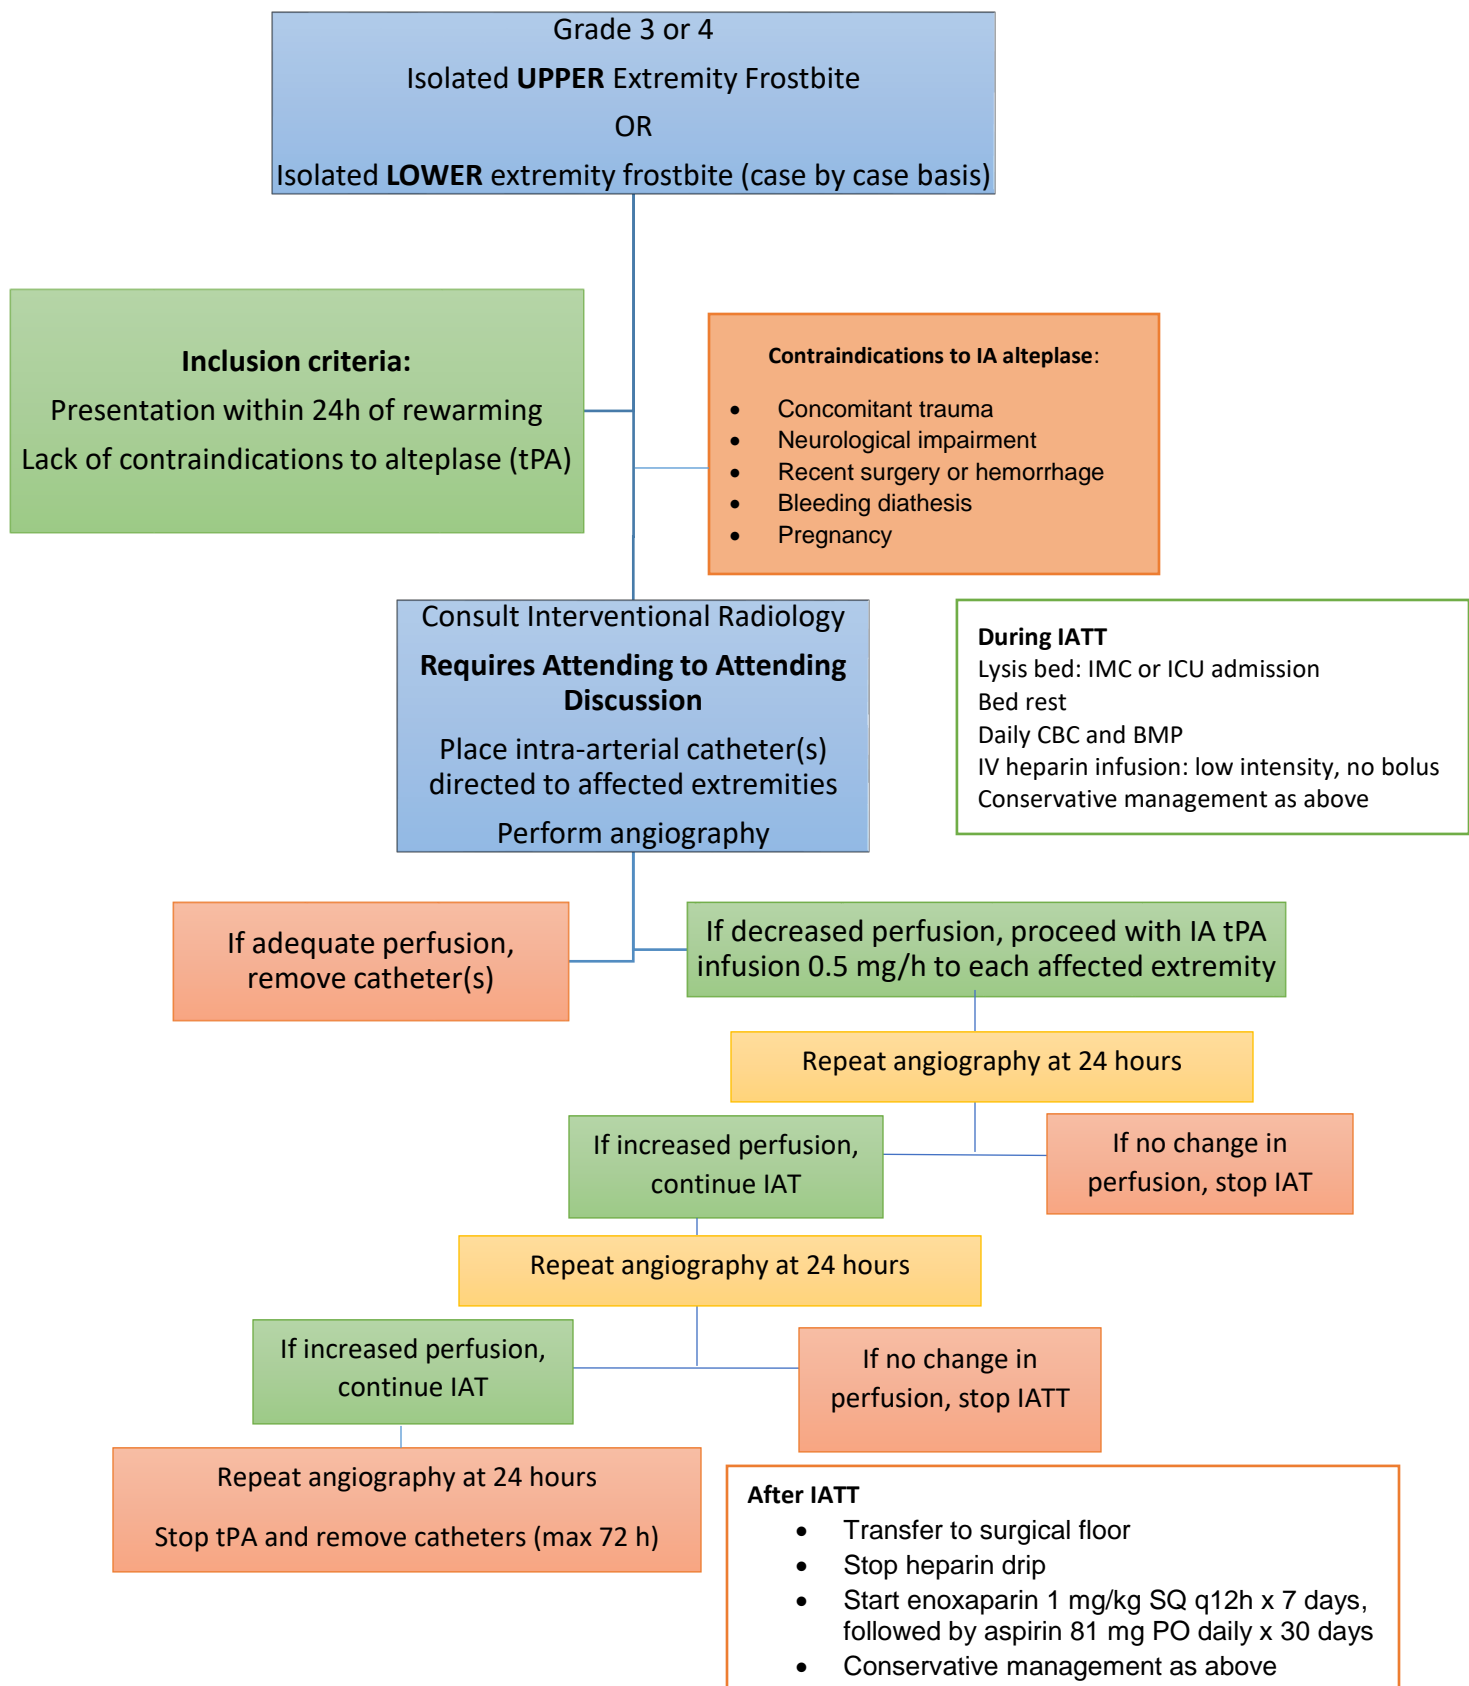 Grade 3 or 4
Isolated UPPER Extremity Frostbite
OR
Isolated LOWER extremity frostbite (case by case basis)
Inclusion criteria:
Presentation within 24h of rewarming
Lack of contraindications to alteplase (tPA)
Contraindications to IA alteplase:
• Concomitant trauma
• Neurological impairment
• Recent surgery or hemorrhage
• Bleeding diathesis
• Pregnancy
Consult Interventional Radiology
Requires Attending to Attending
Discussion
Place intra-arterial catheter(s)
directed to affected extremities
Perform angiography
During IATT
Lysis bed: IMC or ICU admission
Bed rest
Daily CBC and BMP
IV heparin infusion: low intensity, no bolus
Conservative management as above
If adequate perfusion,
remove catheter(s)
If decreased perfusion, proceed with IA tPA
infusion 0.5 mg/h to each affected extremity
Repeat angiography at 24 hours
If increased perfusion,
continue IAT
If no change in
perfusion, stop IAT
Repeat angiography at 24 hours
If increased perfusion,
continue IAT
If no change in
perfusion, stop IATT
Repeat angiography at 24 hours
Stop tPA and remove catheters (max 72 h)
After IATT
• Transfer to surgical floor
• Stop heparin drip
• Start enoxaparin 1 mg/kg SQ q12h x 7 days,
followed by aspirin 81 mg PO daily x 30 days
• Conservative management as above